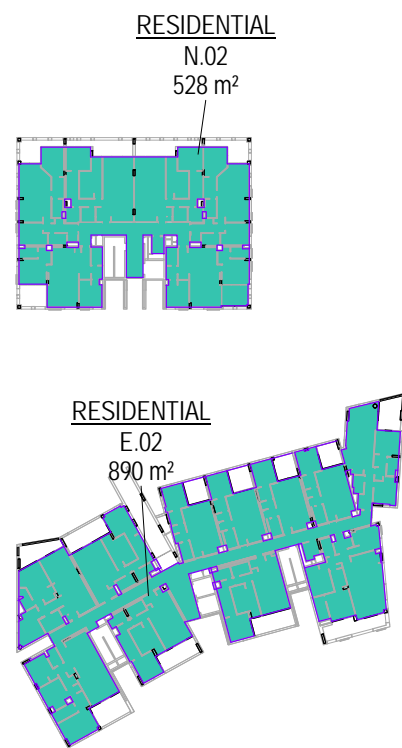 RESIDENTIAL
N.02
528 m²
RESIDENTIAL
E.02
890 m²